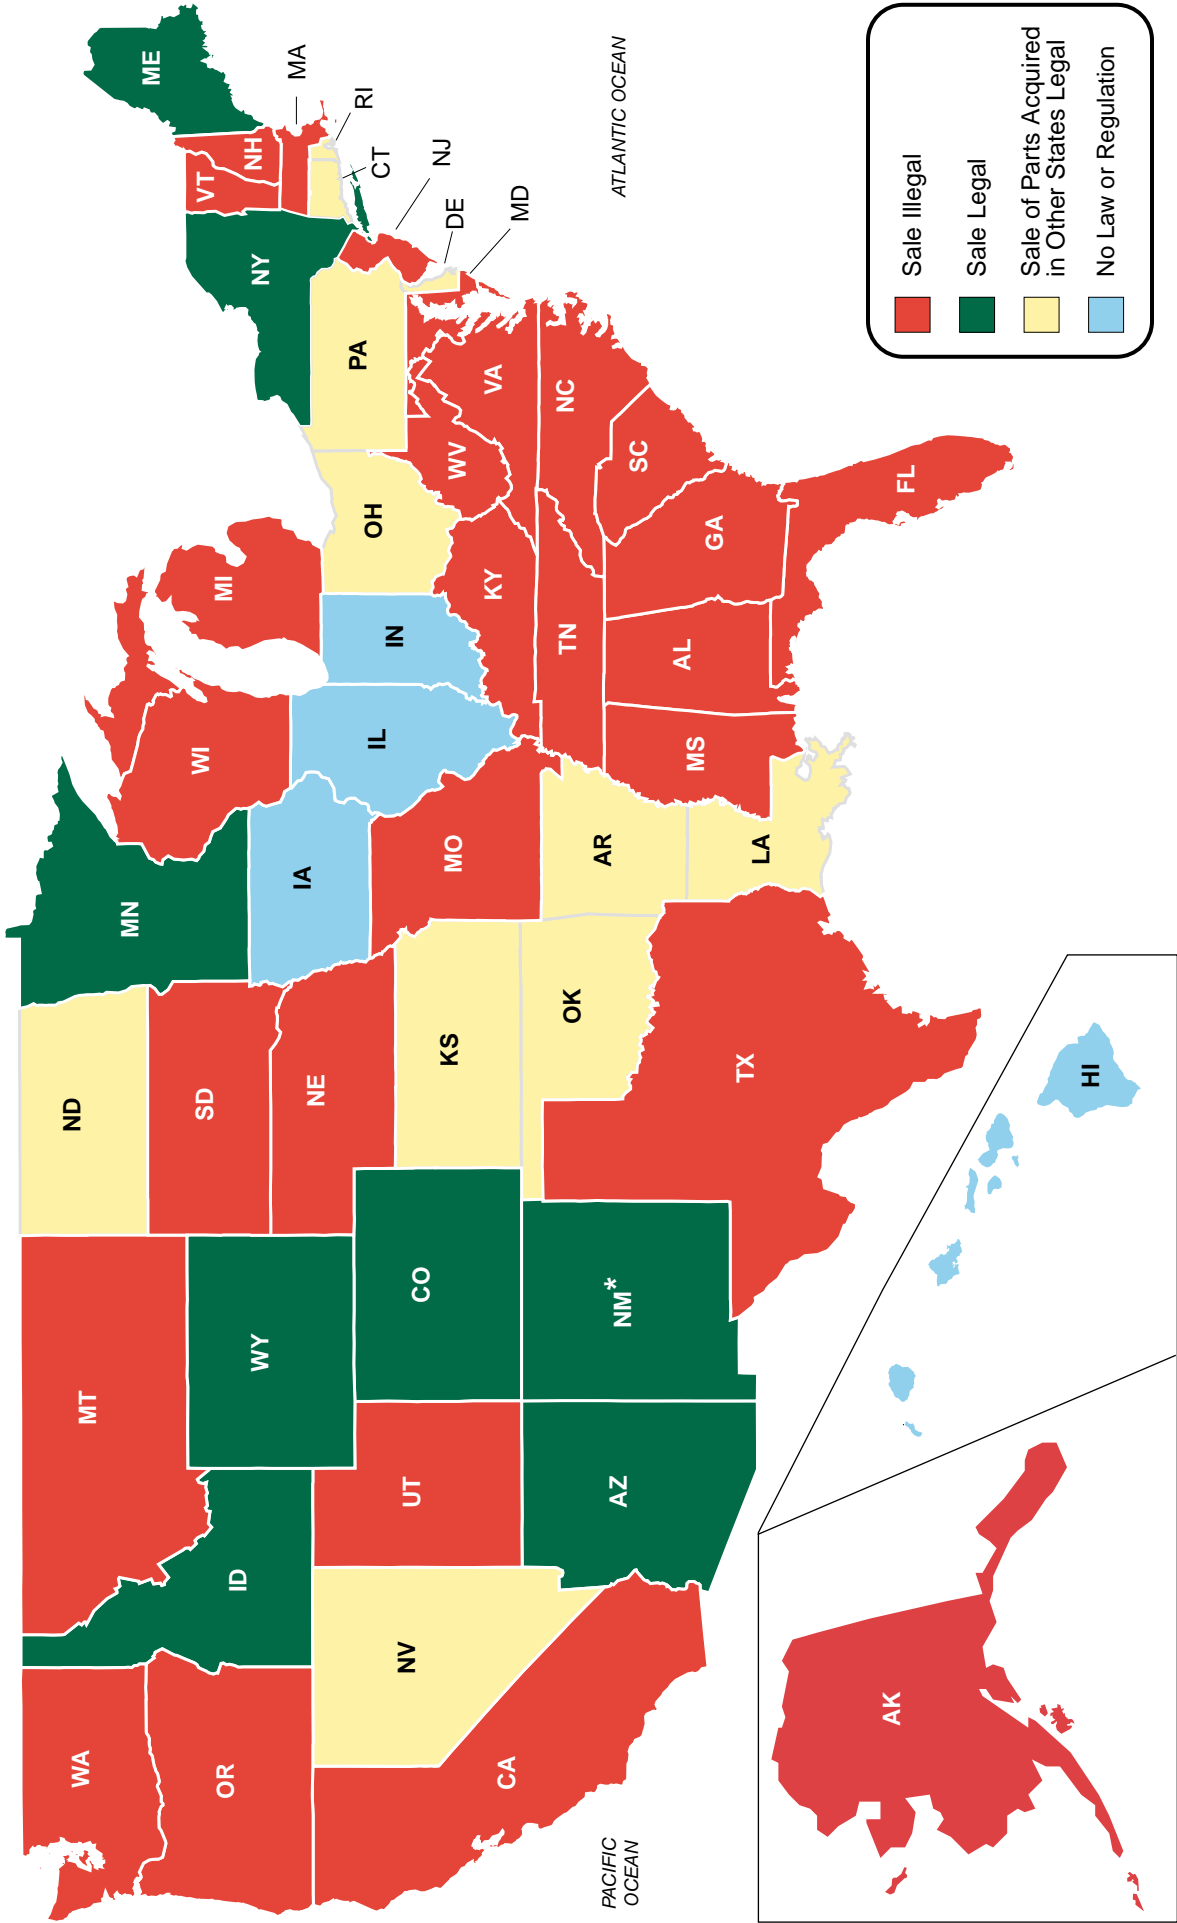 WA
MT
ND
MN
ME
VT
NH
MA
RI
CT
NJ
DE
MD
OR
ID
WY
SD
WI
MI
NY
NE
IA
PA
NV
UT
CO
KS
MO
IL
IN
OH
WV
VA
KY
CA
AZ
NM*
OK
AR
TN
NC
SC
TX
LA
MS
AL
GA
FL
AK
HI
PACIFIC
OCEAN
ATLANTIC OCEAN
Sale Illegal
Sale Legal
Sale of Parts Acquired
in Other States Legal
No Law or Regulation